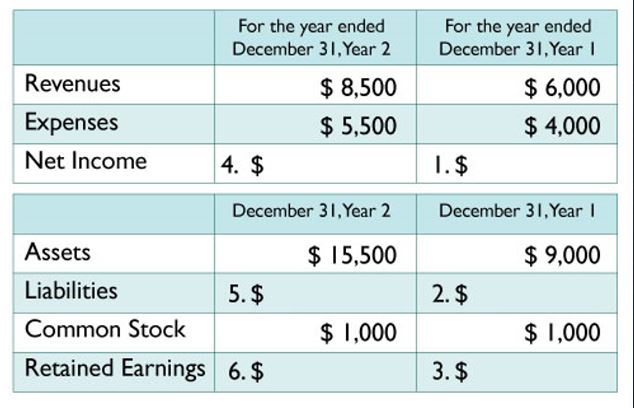 For the year ended For the year ended
December 31, Year 2 December 31, Year 1
Revenues $ 8,500 $ 6,000
Expenses $ 5,500 $ 4,000
Net Income 4. $ 1. $
December 31, Year 2 December 31, Year 1
Assets $ 15,500 $ 9,000
Liabilities 5. $ 2. $
Common Stock $ 1,000 $ 1,000
Retained Earnings 6. $ 3. $